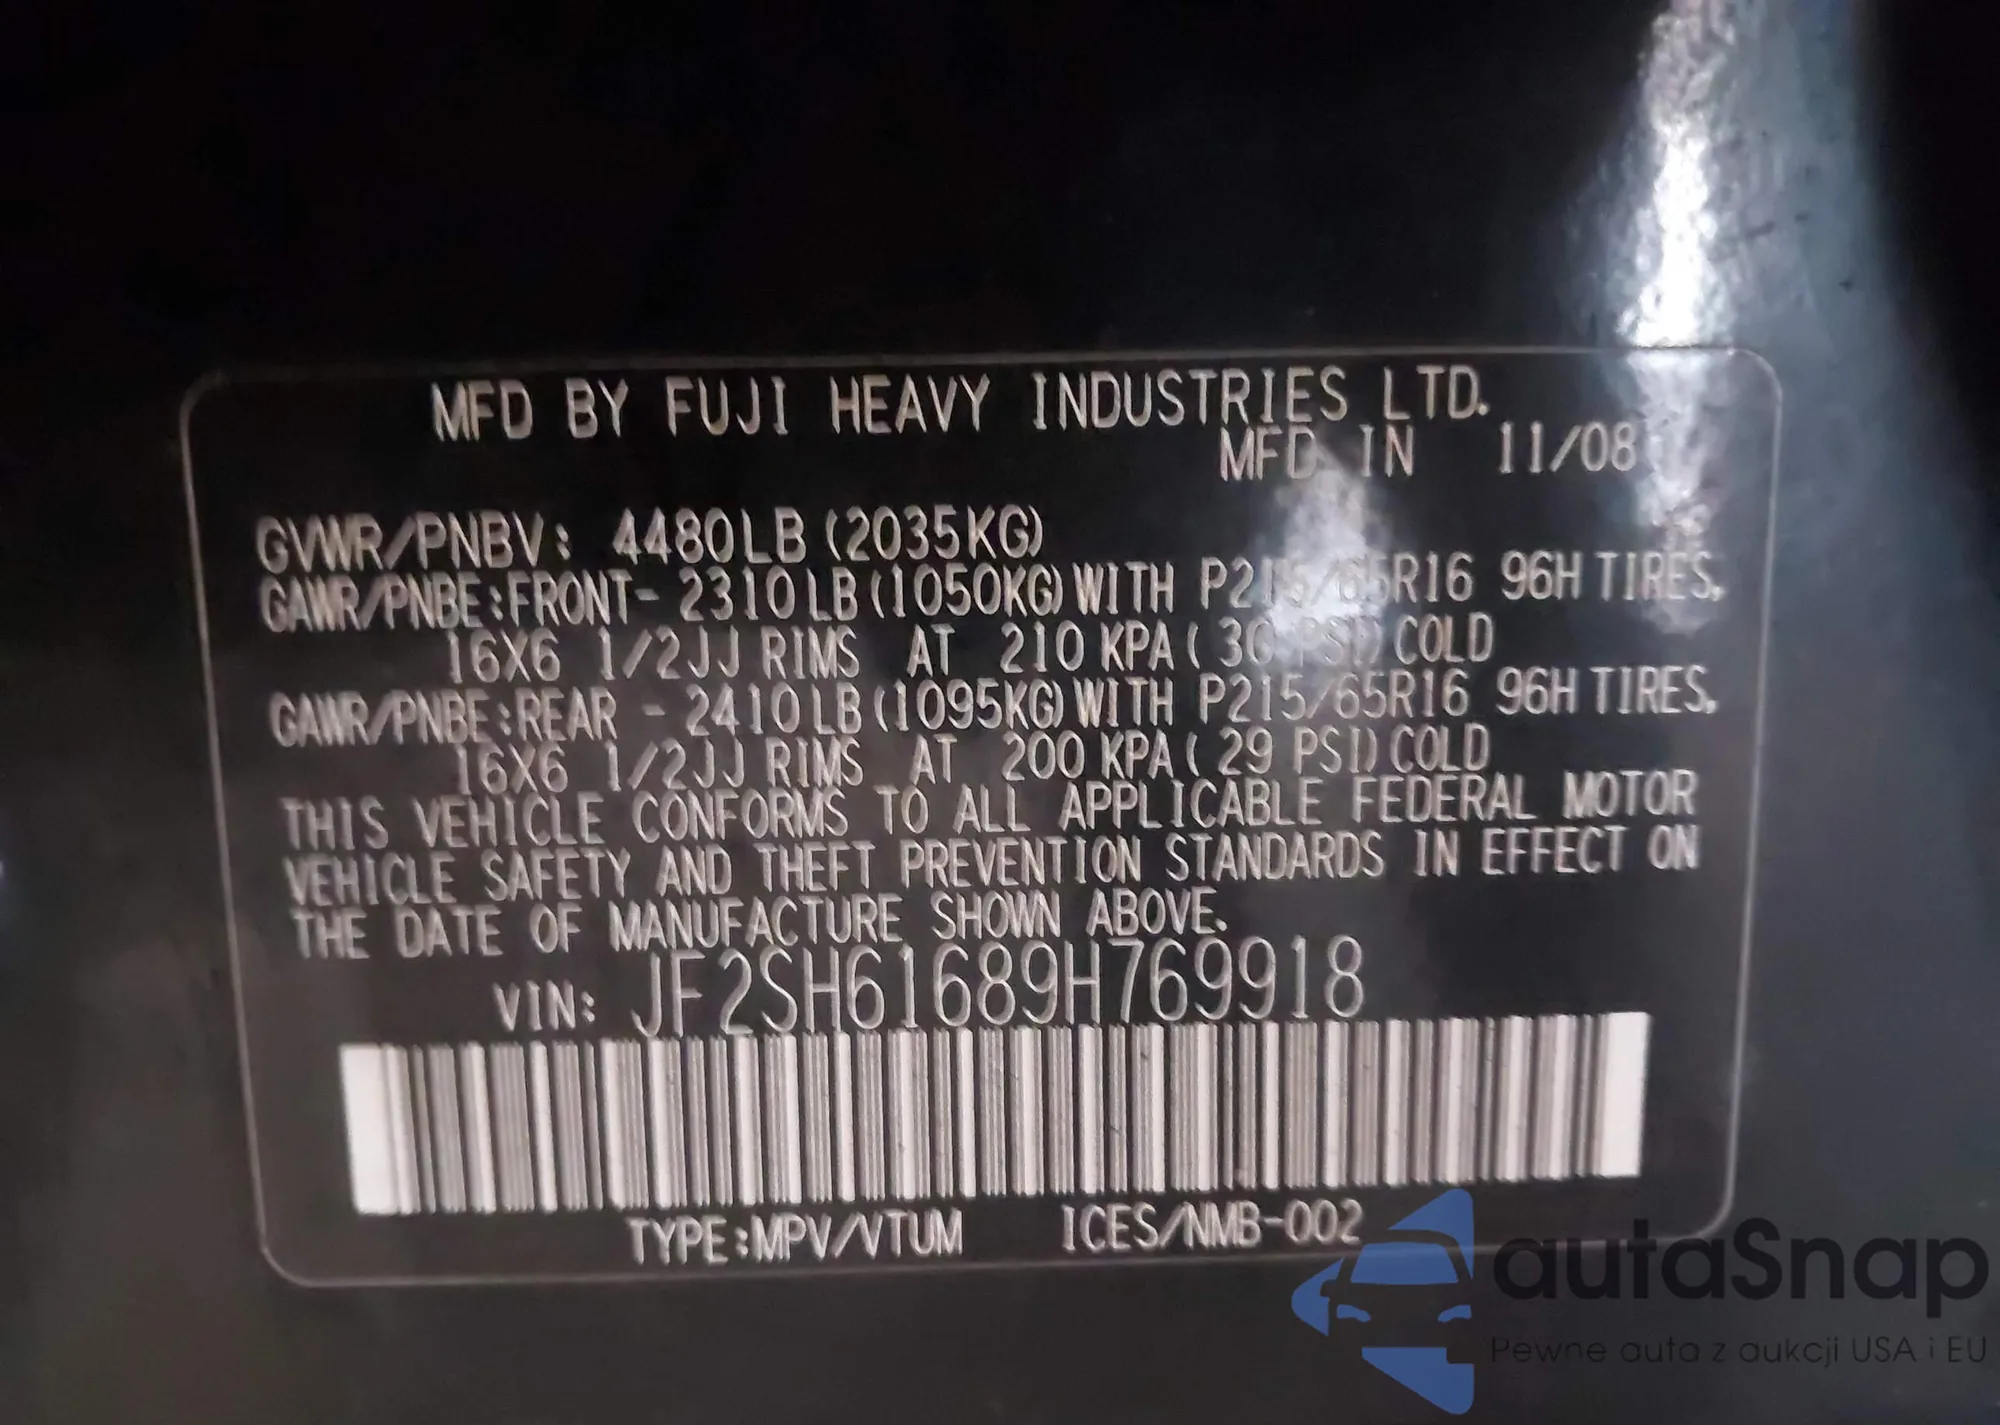 MFD BY FUJI HEAVY INDUSTRIES LTD.
MFD IN 11/08
GVWR/PNBV: 4480LB (2035KG)
GAWR/PNBE:FRONT- 2310LB(1050KG)WITH P215/65R16 96H TIRES,
16X6 1/2JJ RIMS AT 210 KPA( 30 PSI)COLD
GAWR/PNBE:REAR - 2410LB(1095KG)WITH P215/65R16 96H TIRES,
16X6 1/2JJ RIMS AT 200 KPA( 29 PSI)COLD
THIS VEHICLE CONFORMS TO ALL APPLICABLE FEDERAL MOTOR
VEHICLE SAFETY AND THEFT PREVENTION STANDARDS IN EFFECT ON
THE DATE OF MANUFACTURE SHOWN ABOVE.
VIN: JF2SH61689H769918
TYPE:MPV/VTUM ICES/NMB-002
autaSnap
Pewne auta z aukcji USA i EU